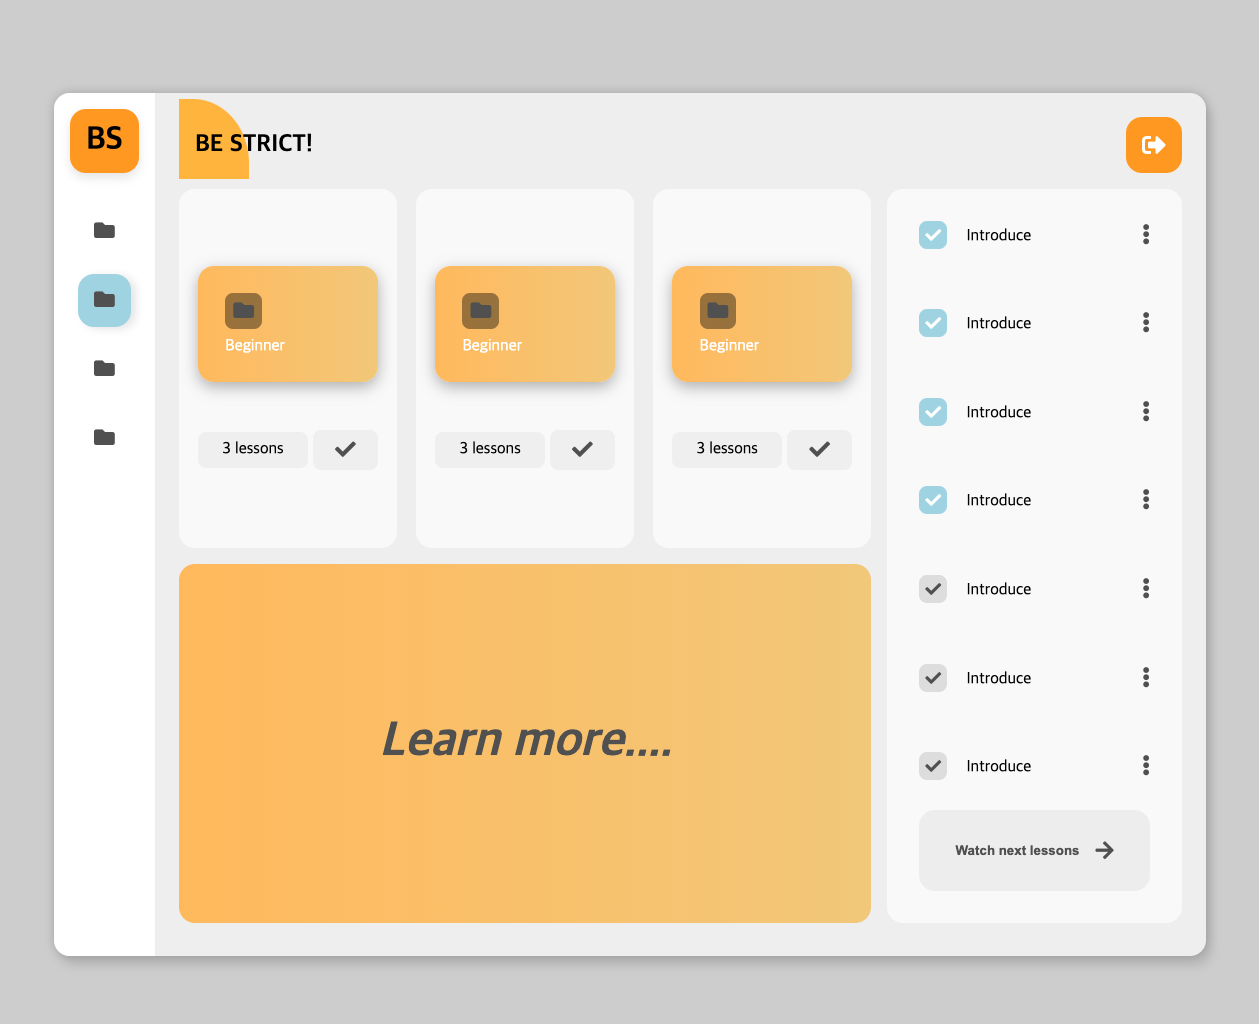 BS
BE STRICT!
Beginner
3 lessons
Beginner
3 lessons
Beginner
3 lessons
Learn more....
Introduce
Introduce
Introduce
Introduce
Introduce
Introduce
Introduce
Watch next lessons